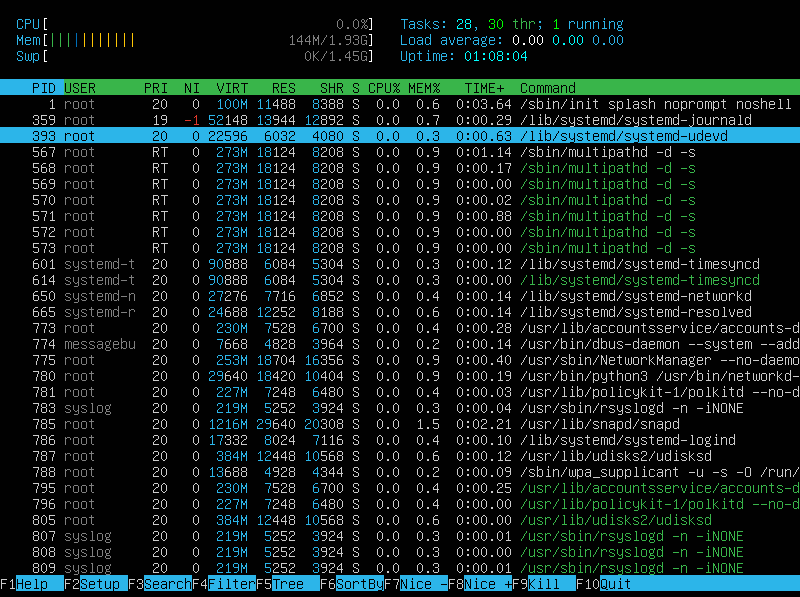 CPU[ 0.0%] Tasks: 28, 30 thr; 1 running
Mem[||||||||||| 144M/1.93G] Load average: 0.00 0.00 0.00
Swp[ 0K/1.45G] Uptime: 01:08:04
PID USER PRI NI VIRT RES SHR S CPU% MEM% TIME+ Command
1 root 20 0 100M 11488 8388 S 0.0 0.6 0:03.64 /sbin/init splash noprompt noshell
359 root 19 -1 52148 13944 12892 S 0.0 0.7 0:00.29 /lib/systemd/systemd-journald
393 root 20 0 22596 6032 4080 S 0.0 0.3 0:00.63 /lib/systemd/systemd-udevd
567 root RT 0 273M 18124 8208 S 0.0 0.9 0:01.14 /sbin/multipathd -d -s
568 root RT 0 273M 18124 8208 S 0.0 0.9 0:00.17 /sbin/multipathd -d -s
569 root RT 0 273M 18124 8208 S 0.0 0.9 0:00.00 /sbin/multipathd -d -s
570 root RT 0 273M 18124 8208 S 0.0 0.9 0:00.02 /sbin/multipathd -d -s
571 root RT 0 273M 18124 8208 S 0.0 0.9 0:00.88 /sbin/multipathd -d -s
572 root RT 0 273M 18124 8208 S 0.0 0.9 0:00.00 /sbin/multipathd -d -s
573 root RT 0 273M 18124 8208 S 0.0 0.9 0:00.00 /sbin/multipathd -d -s
601 systemd-t 20 0 90888 6084 5304 S 0.0 0.3 0:00.12 /lib/systemd/systemd-timesyncd
614 systemd-t 20 0 90888 6084 5304 S 0.0 0.3 0:00.00 /lib/systemd/systemd-timesyncd
650 systemd-n 20 0 27276 7716 6852 S 0.0 0.4 0:00.14 /lib/systemd/systemd-networkd
665 systemd-r 20 0 24688 12252 8188 S 0.0 0.6 0:00.14 /lib/systemd/systemd-resolved
773 root 20 0 230M 7528 6700 S 0.0 0.4 0:00.28 /usr/lib/accountsservice/accounts-d
774 messagebu 20 0 7668 4828 3964 S 0.0 0.2 0:00.14 /usr/bin/dbus-daemon --system --add
775 root 20 0 253M 18704 16356 S 0.0 0.9 0:00.40 /usr/sbin/NetworkManager --no-daemo
780 root 20 0 29640 18420 10404 S 0.0 0.9 0:00.19 /usr/bin/python3 /usr/bin/networkd-
781 root 20 0 227M 7248 6480 S 0.0 0.4 0:00.03 /usr/lib/policykit-1/polkitd --no-d
783 syslog 20 0 219M 5252 3924 S 0.0 0.3 0:00.04 /usr/sbin/rsyslogd -n -iNONE
785 root 20 0 1216M 29640 20308 S 0.0 1.5 0:02.21 /usr/lib/snapd/snapd
786 root 20 0 17332 8024 7116 S 0.0 0.4 0:00.10 /lib/systemd/systemd-logind
787 root 20 0 384M 12448 10568 S 0.0 0.6 0:00.12 /usr/lib/udisks2/udisksd
788 root 20 0 13688 4928 4344 S 0.0 0.2 0:00.09 /sbin/wpa_supplicant -u -s -O /run/
795 root 20 0 230M 7528 6700 S 0.0 0.4 0:00.25 /usr/lib/accountsservice/accounts-d
796 root 20 0 227M 7248 6480 S 0.0 0.4 0:00.00 /usr/lib/policykit-1/polkitd --no-d
805 root 20 0 384M 12448 10568 S 0.0 0.6 0:00.00 /usr/lib/udisks2/udisksd
807 syslog 20 0 219M 5252 3924 S 0.0 0.3 0:00.00 /usr/sbin/rsyslogd -n -iNONE
808 syslog 20 0 219M 5252 3924 S 0.0 0.3 0:00.00 /usr/sbin/rsyslogd -n -iNONE
809 syslog 20 0 219M 5252 3924 S 0.0 0.3 0:00.00 /usr/sbin/rsyslogd -n -iNONE
F1Help F2Setup F3SearchF4FilterF5Tree F6SortByF7Nice -F8Nice +F9Kill F10Quit